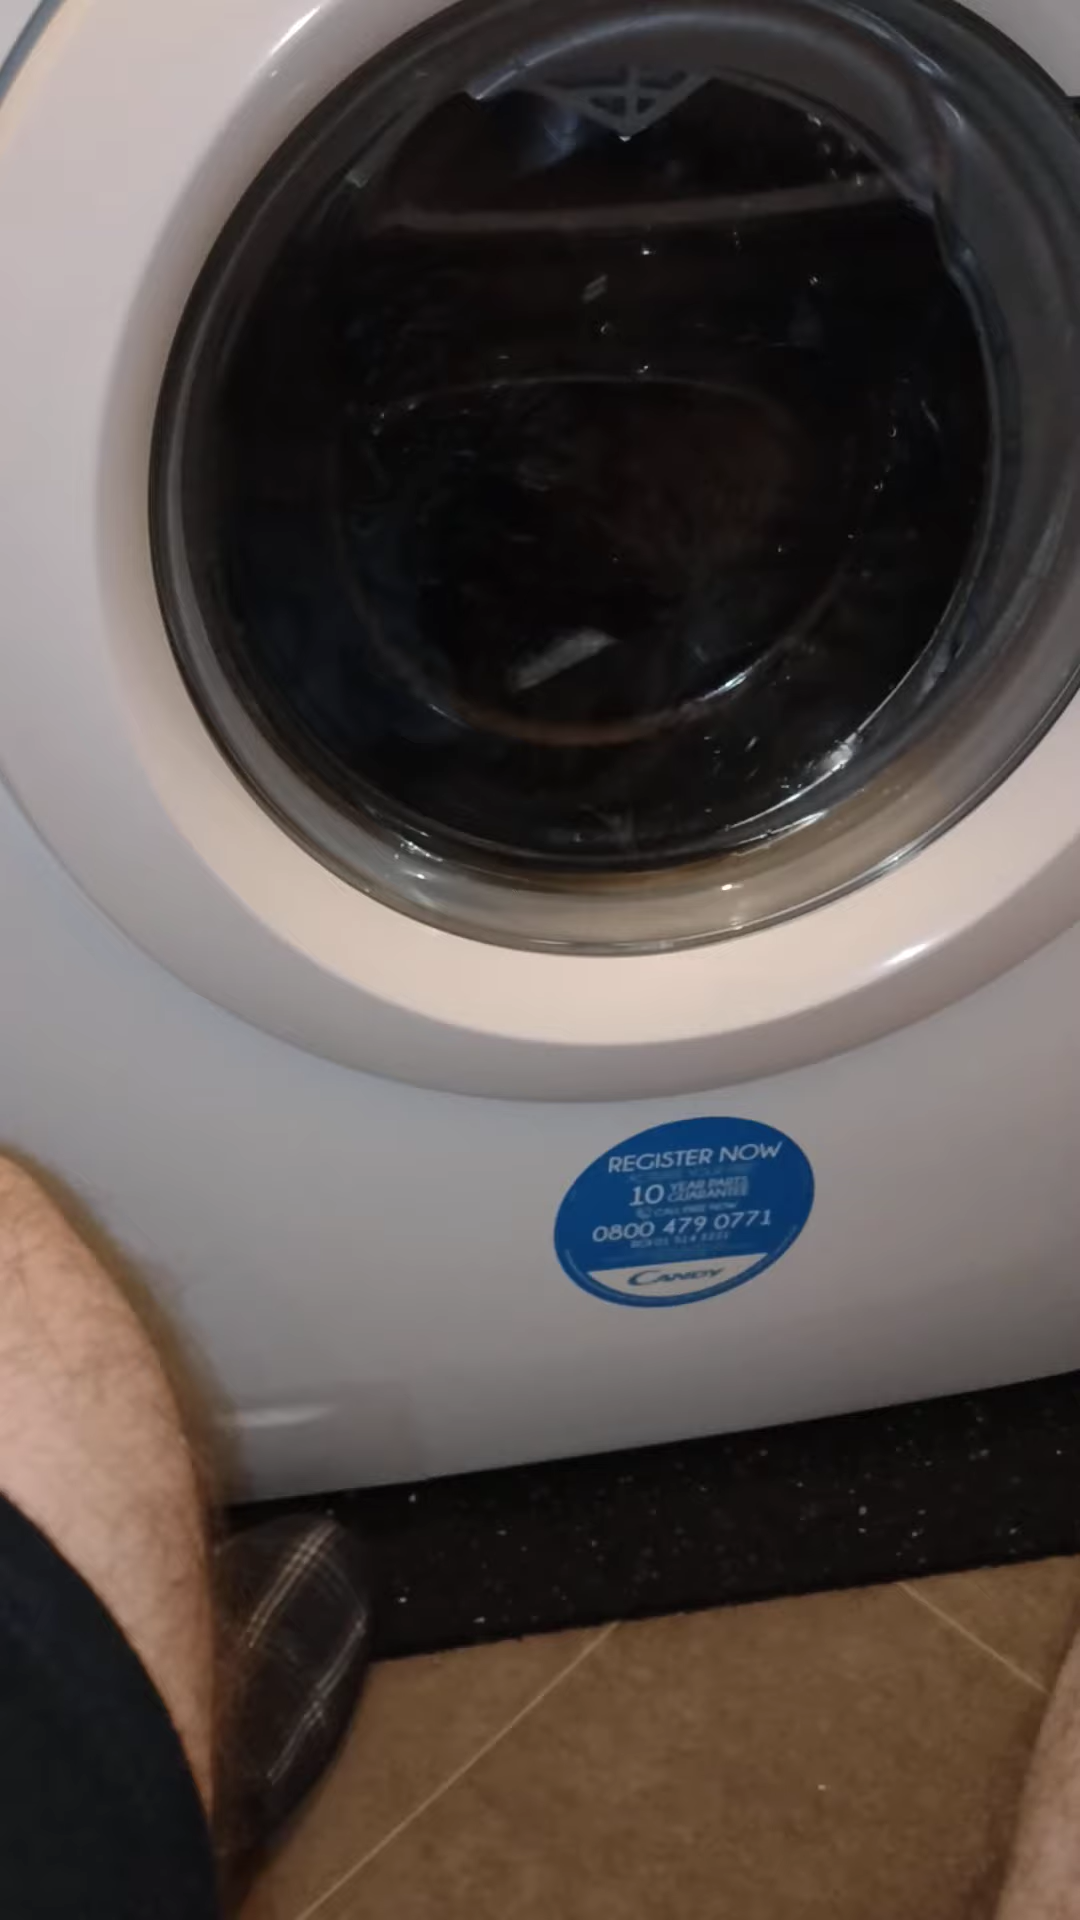 REGISTER NOW
10 YEAR PARTS
GUARANTEE
CALL FREE NOW
0800 479 0771
CANDY